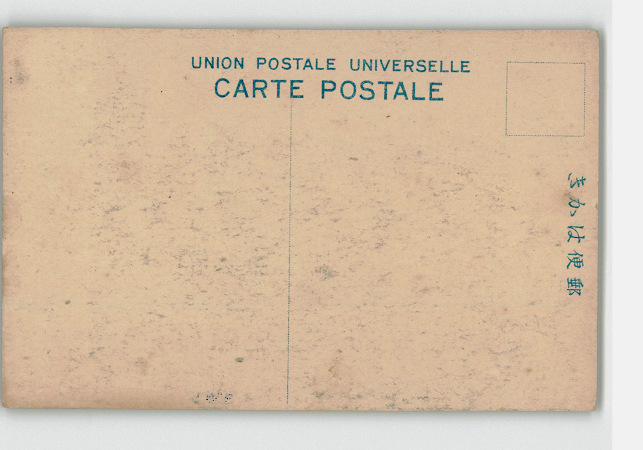 UNION POSTALE UNIVERSELLE
CARTE POSTALE
きかは便郵